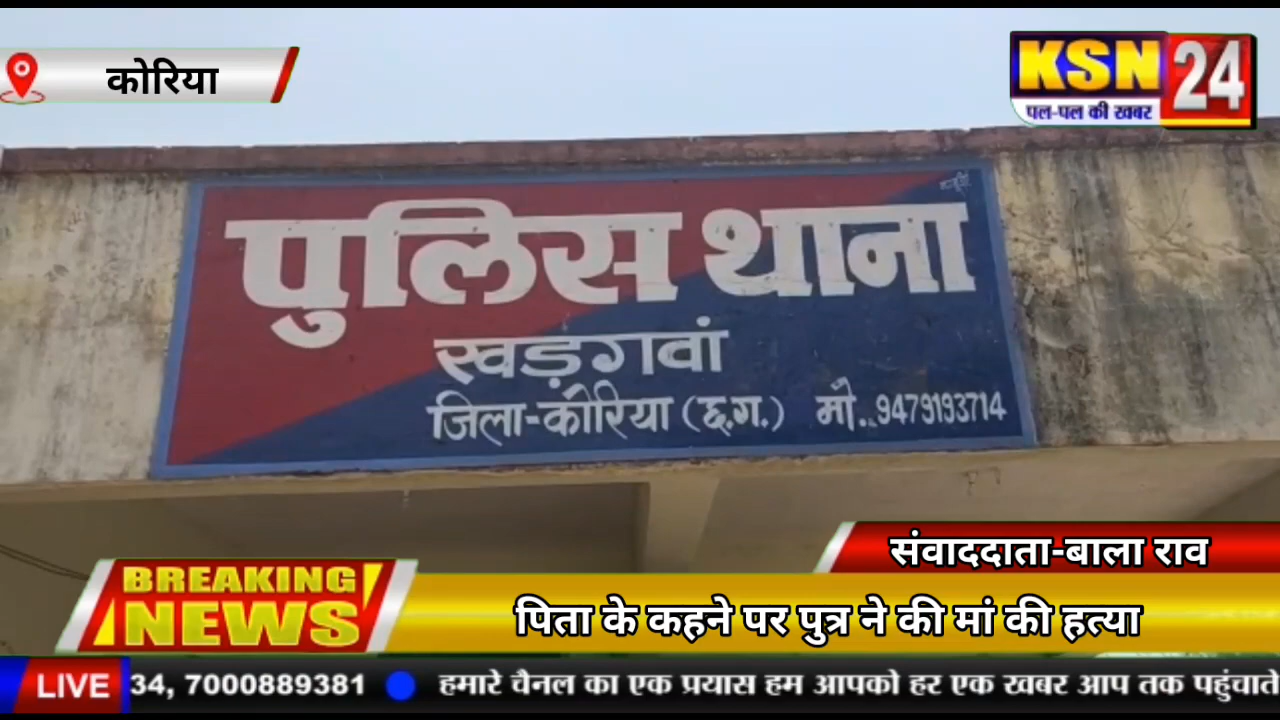 कोरिया
KSN 24
पल-पल की खबर
पुलिस थाना
खड़गवां
जिला-कोरिया (छ.ग.) मो..9479193714
संवाददाता-बाला राव
BREAKING NEWS
पिता के कहने पर पुत्र ने की मां की हत्या
LIVE 34, 7000889381 हमारे चैनल का एक प्रयास हम आपको हर एक खबर आप तक पहुंचाते